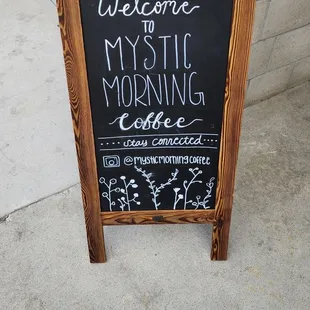 Welcome
TO
MYSTIC
MORNING
Coffee
stay connected
@MYSTICMORNINGCOFFEE